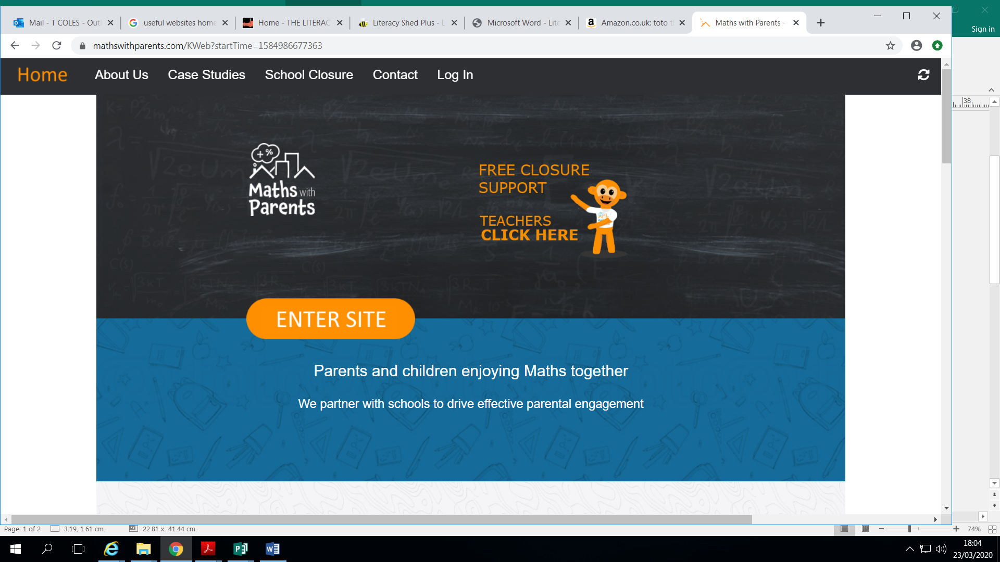 Sign in
Mail - T COLES - Out
useful websites home
Home - THE LITERAC
Literacy Shed Plus - L
Microsoft Word - Lite
Amazon.co.uk: toto t
Maths with Parents -
mathswithparents.com/KWeb?startTime=1584986677363
Home About Us Case Studies School Closure Contact Log In
38
+%
Maths with
Parents
FREE CLOSURE
SUPPORT
TEACHERS
CLICK HERE
ENTER SITE
Parents and children enjoying Maths together
We partner with schools to drive effective parental engagement
Page: 1 of 2 3.19, 1.61 cm. 22.81 x 41.44 cm. 74%
18:04
23/03/2020